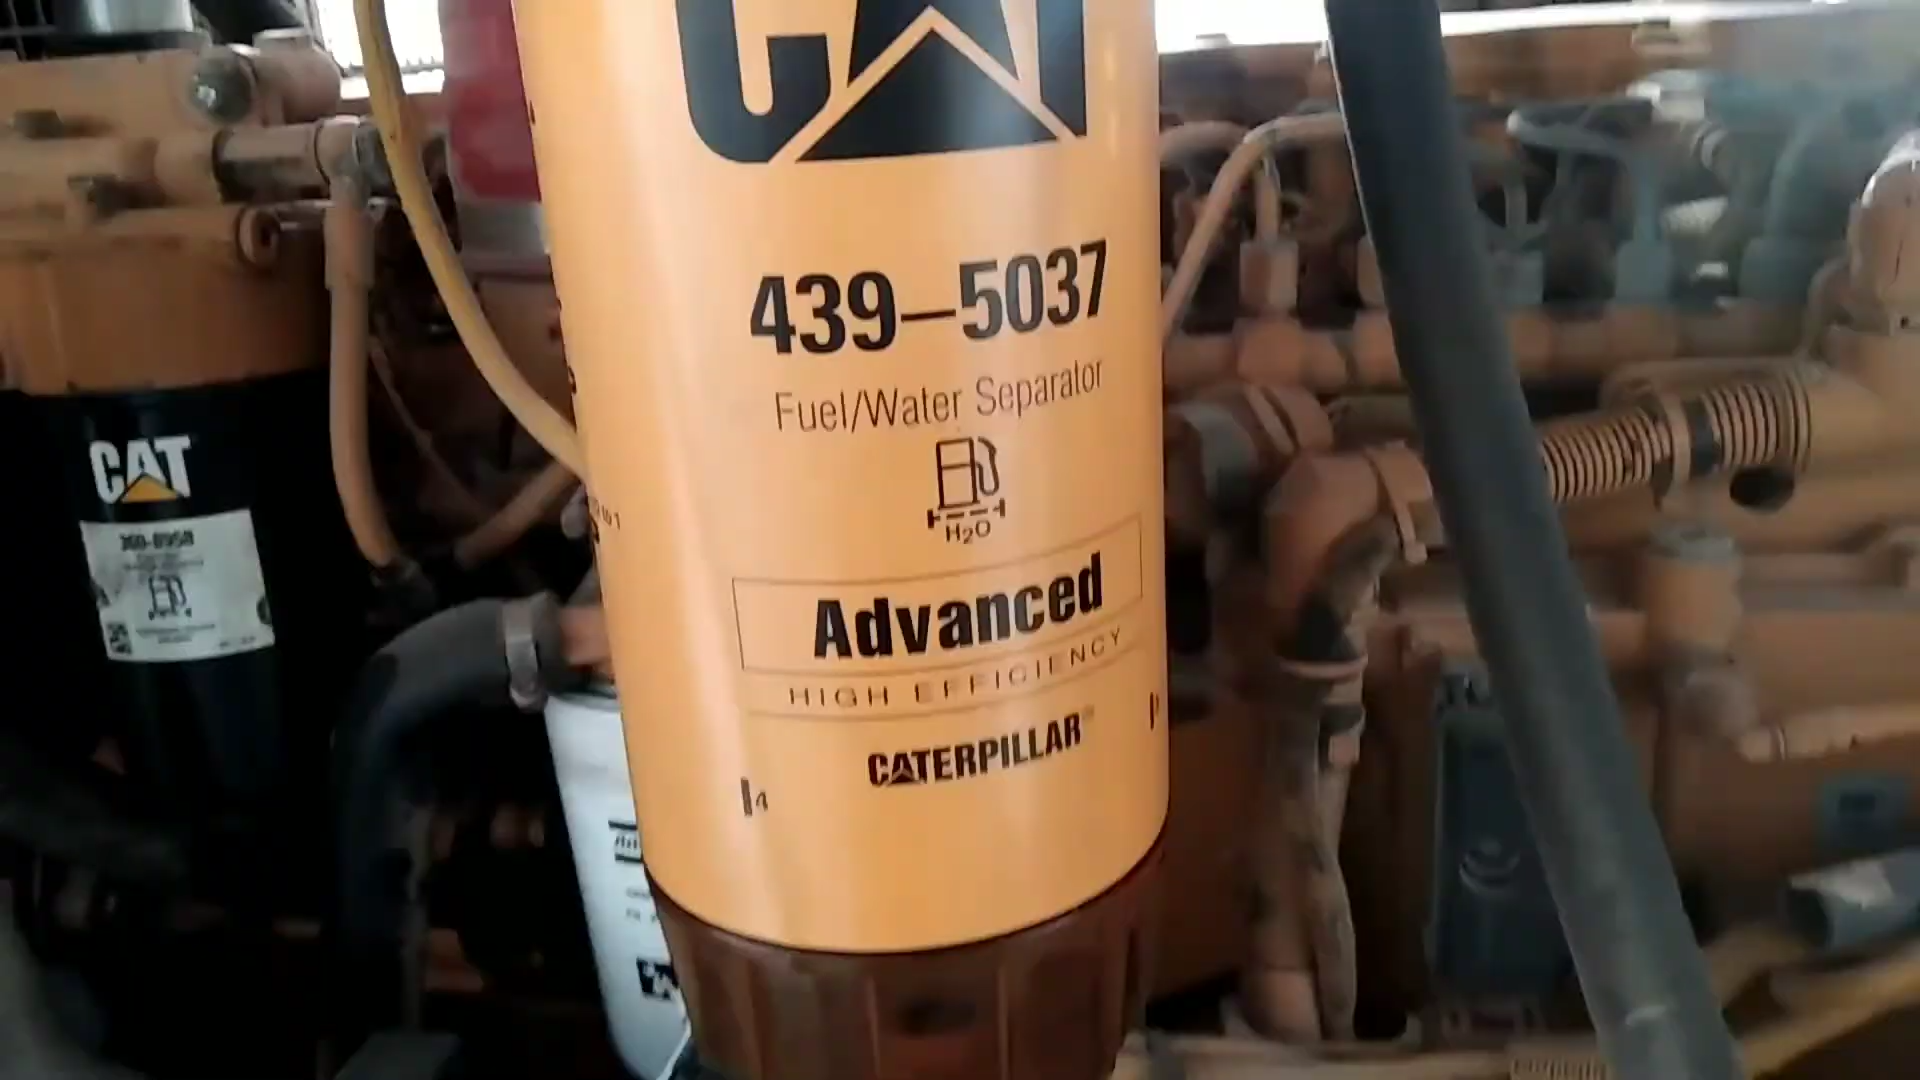 CAT
439–5037
Fuel/Water Separator
H₂O
Advanced
HIGH EFFICIENCY
CATERPILLAR
CAT